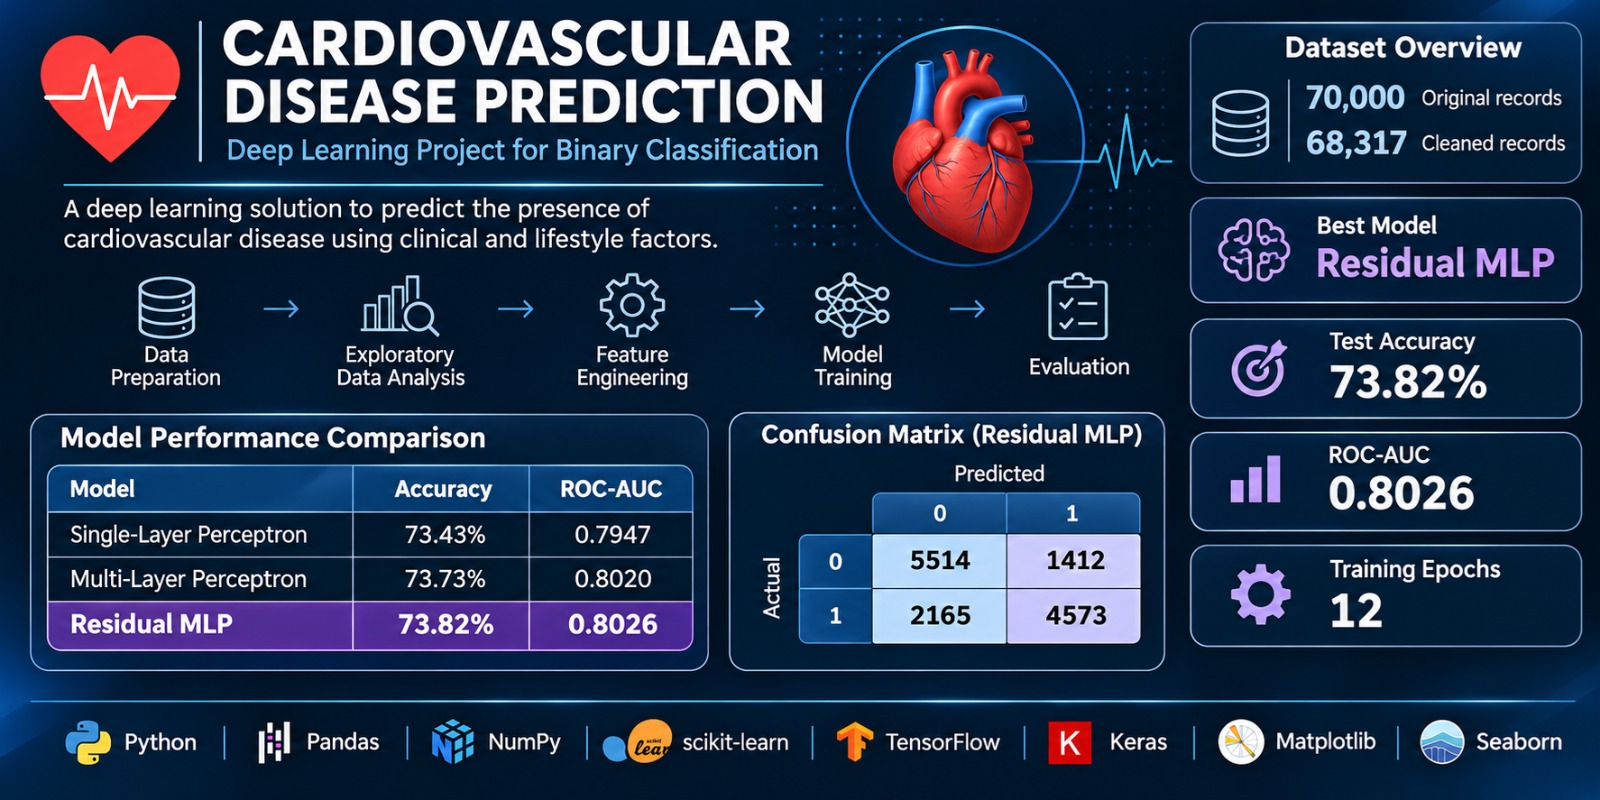 CARDIOVASCULAR
DISEASE PREDICTION
Deep Learning Project for Binary Classification
A deep learning solution to predict the presence of
cardiovascular disease using clinical and lifestyle factors.
Data
Preparation
Exploratory
Data Analysis
Feature
Engineering
Model
Training
Evaluation
Dataset Overview
70,000 Original records
68,317 Cleaned records
Best Model
Residual MLP
Test Accuracy
73.82%
ROC-AUC
0.8026
Training Epochs
12
Model Performance Comparison
Model Accuracy ROC-AUC
Single-Layer Perceptron 73.43% 0.7947
Multi-Layer Perceptron 73.73% 0.8020
Residual MLP 73.82% 0.8026
Confusion Matrix (Residual MLP)
Predicted
0 1
Actual
0 5514 1412
1 2165 4573
Python
Pandas
NumPy
scikit
lear
scikit-learn
TensorFlow
K
Keras
Matplotlib
Seaborn